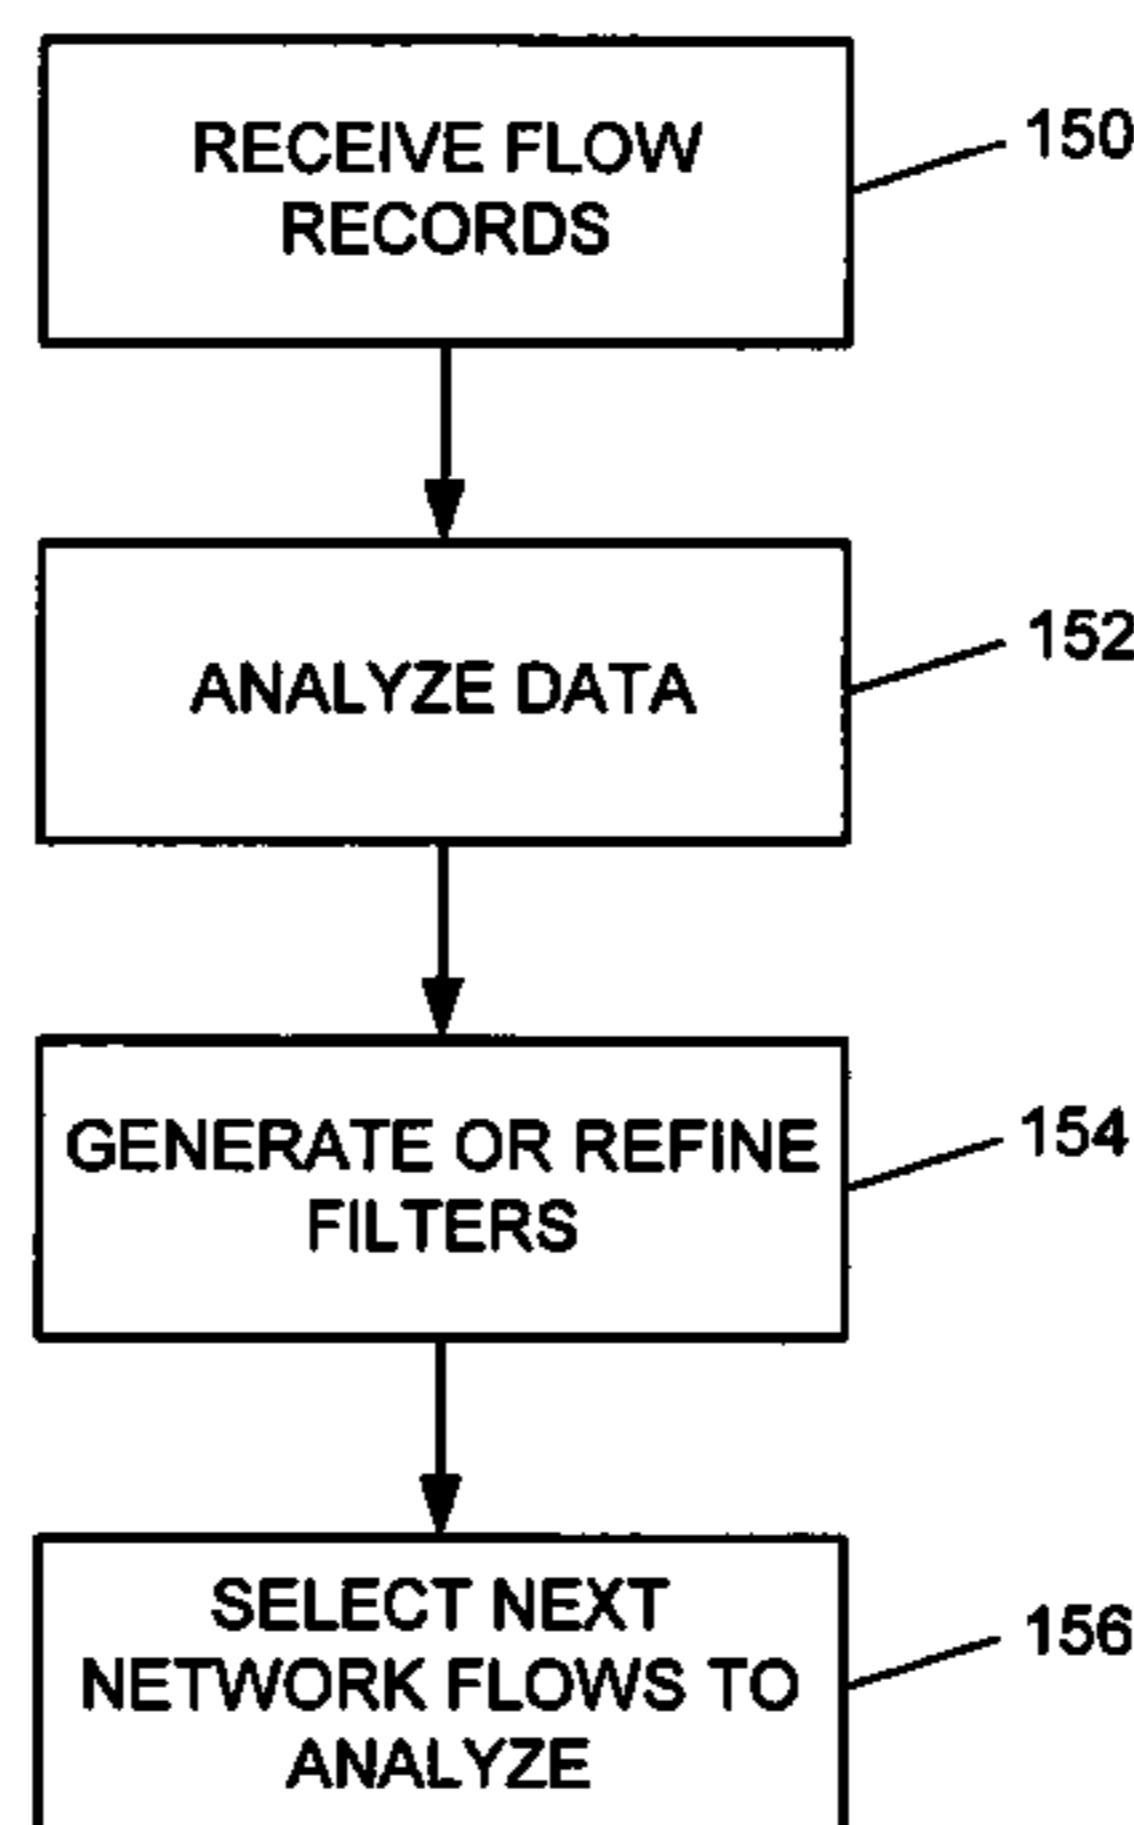 RECEIVE FLOW
RECORDS
150
ANALYZE DATA
152
GENERATE OR REFINE
FILTERS
154
SELECT NEXT
NETWORK FLOWS TO
ANALYZE
156